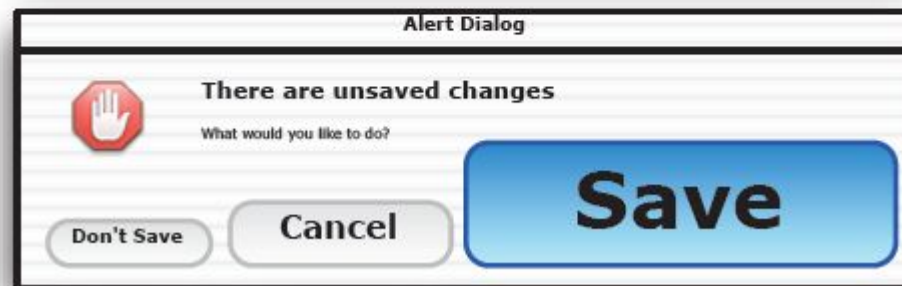 Alert Dialog
There are unsaved changes
What would you like to do?
Don't Save
Cancel
Save